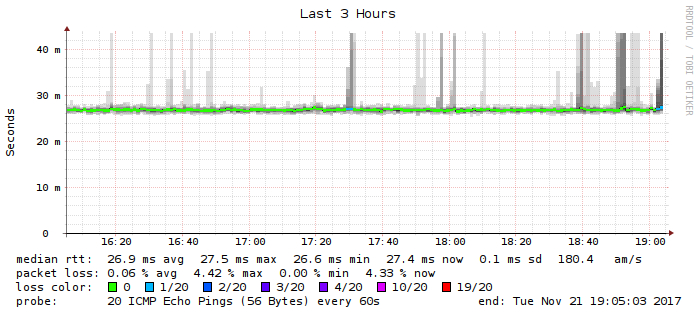 Last 3 Hours
RRDTOOL / TOBI OETIKER
Seconds
40 m
30 m
20 m
10 m
0
16:20 16:40 17:00 17:20 17:40 18:00 18:20 18:40 19:00
median rtt: 26.9 ms avg 27.5 ms max 26.6 ms min 27.4 ms now 0.1 ms sd 180.4 am/s
packet loss: 0.06 % avg 4.42 % max 0.00 % min 4.33 % now
loss color: 0 1/20 2/20 3/20 4/20 10/20 19/20
probe: 20 ICMP Echo Pings (56 Bytes) every 60s end: Tue Nov 21 19:05:03 2017